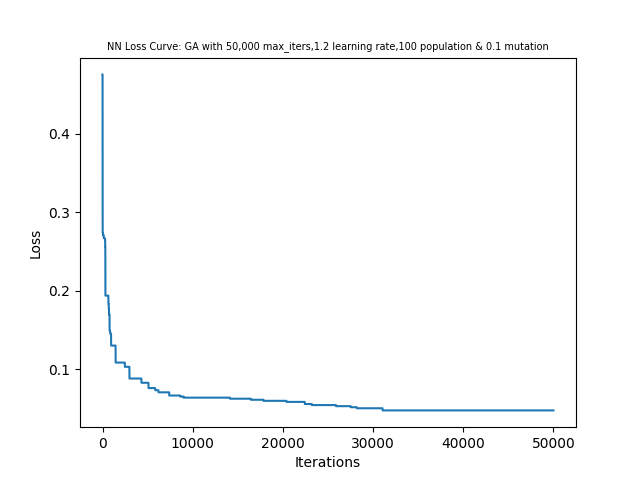 NN Loss Curve: GA with 50,000 max_iters,1.2 learning rate,100 population & 0.1 mutation
0.4
0.3
0.2
0.1
Loss
0 10000 20000 30000 40000 50000
Iterations